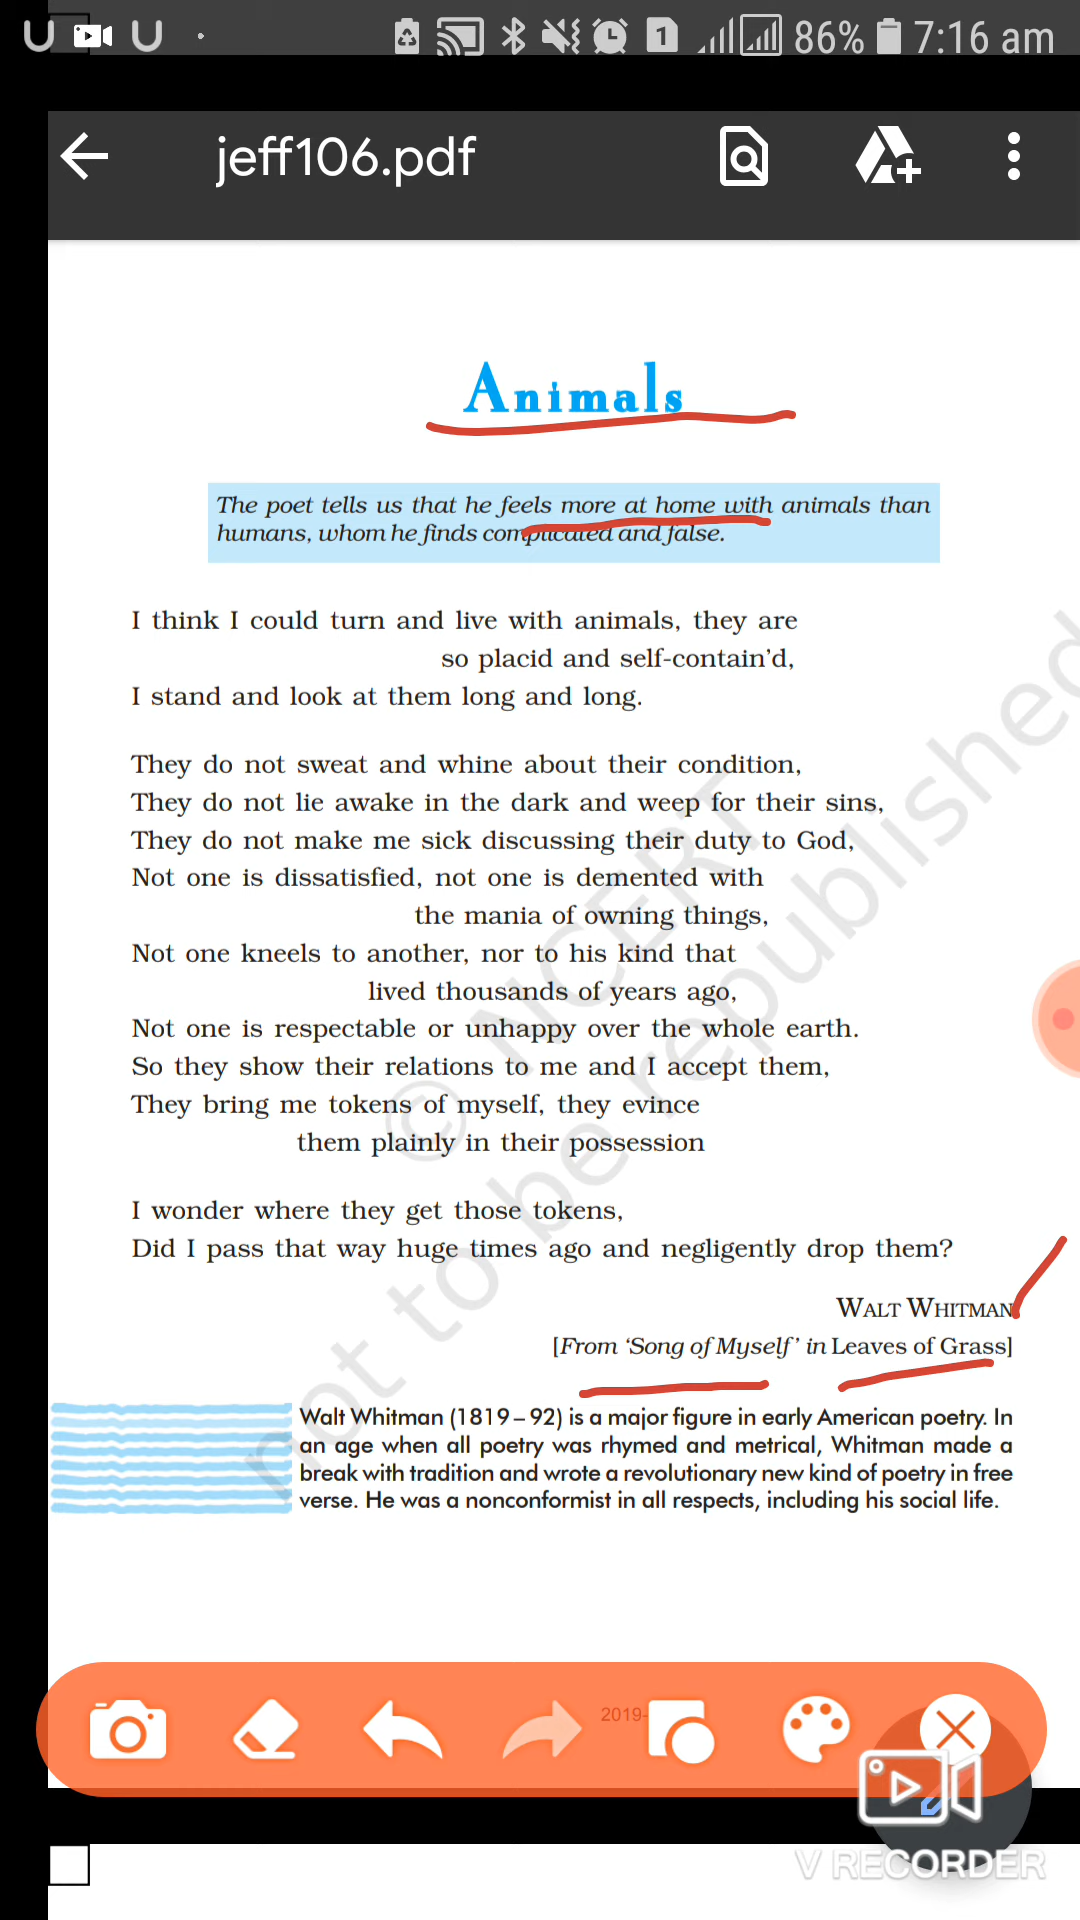 U U . 1 86% 7:16 am
jeff106.pdf
Animals
The poet tells us that he feels more at home with animals than
humans, whom he finds complicated and false.
I think I could turn and live with animals, they are
so placid and self-contain'd,
I stand and look at them long and long.
They do not sweat and whine about their condition,
They do not lie awake in the dark and weep for their sins,
They do not make me sick discussing their duty to God,
Not one is dissatisfied, not one is demented with
the mania of owning things,
Not one kneels to another, nor to his kind that
lived thousands of years ago,
Not one is respectable or unhappy over the whole earth.
So they show their relations to me and I accept them,
They bring me tokens of myself, they evince
them plainly in their possession
I wonder where they get those tokens,
Did I pass that way huge times ago and negligently drop them?
WALT WHITMAN
[From 'Song of Myself' in Leaves of Grass]
Walt Whitman (1819 – 92) is a major figure in early American poetry. In
an age when all poetry was rhymed and metrical, Whitman made a
break with tradition and wrote a revolutionary new kind of poetry in free
verse. He was a nonconformist in all respects, including his social life.
© NCERT
not to be republished
2019-
V RECORDER